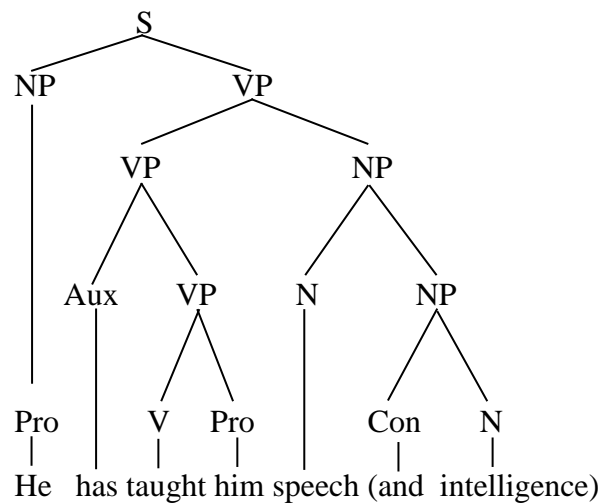 S
NP VP
VP NP
Aux VP N NP
Pro V Pro Con N
He has taught him speech (and intelligence)